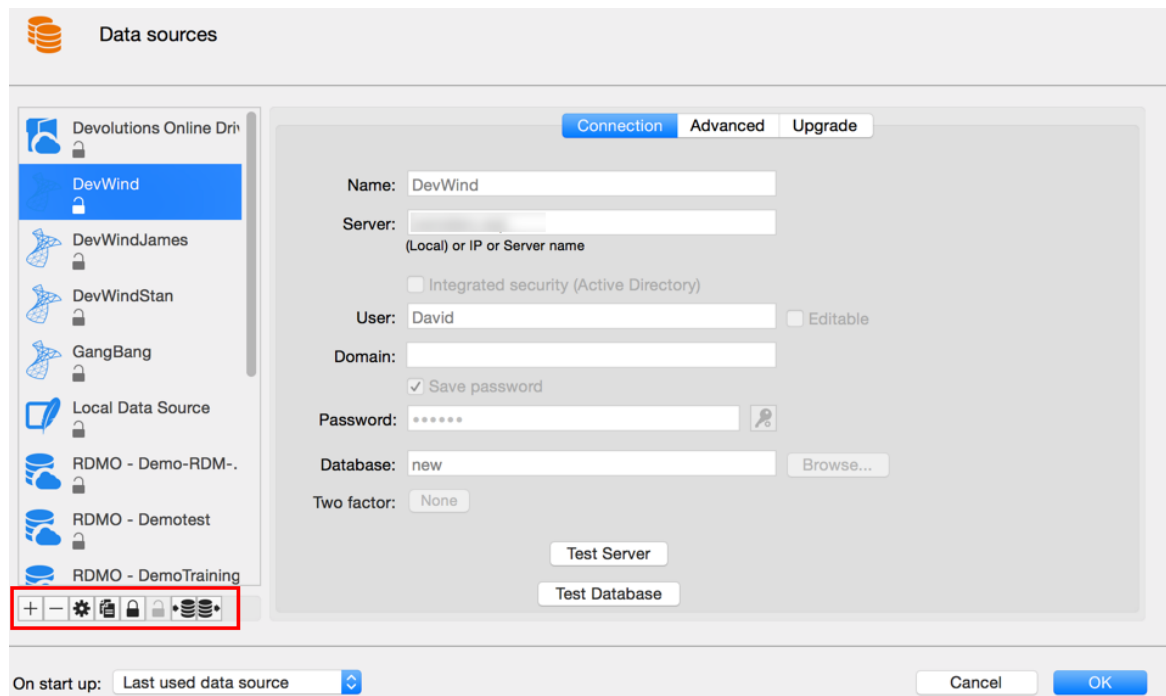 Data sources
Devolutions Online Driv
DevWind
DevWindJames
DevWindStan
GangBang
Local Data Source
RDMO - Demo-RDM-.
RDMO - Demotest
RDMO - DemoTraining
Connection Advanced Upgrade
Name: DevWind
Server:
(Local) or IP or Server name
Integrated security (Active Directory)
User: David Editable
Domain:
Save password
Password: ••••••
Database: new Browse...
Two factor: None
Test Server
Test Database
On start up: Last used data source Cancel OK